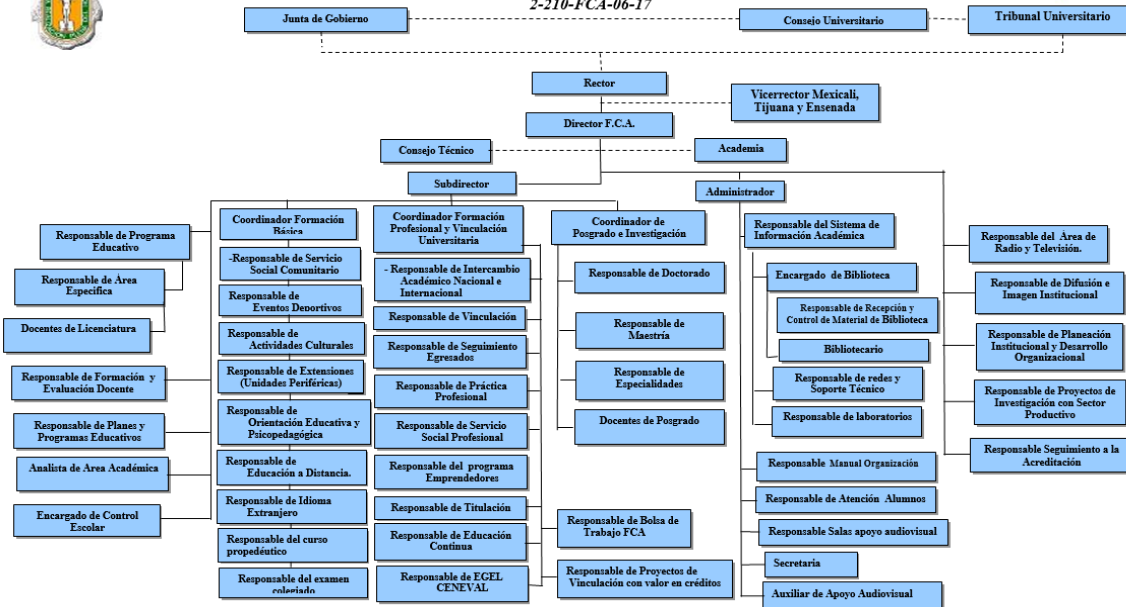 2-210-FCA-06-17
Junta de Gobierno
Consejo Universitario
Tribunal Universitario
Rector
Vicerrector Mexicali,
Tijuana y Ensenada
Director F.C.A.
Consejo Técnico
Academia
Subdirector
Administrador
Responsable de Programa
Educativo
Responsable de Área
Especifica
Docentes de Licenciatura
Responsable de Formación y
Evaluación Docente
Responsable de Planes y
Programas Educativos
Analista de Area Académica
Encargado de Control
Escolar
Coordinador Formación
Básica
-Responsable de Servicio
Social Comunitario
Responsable de
Eventos Deportivos
Responsable de
Actividades Culturales
Responsable de Extensiones
(Unidades Periféricas)
Responsable de
Orientación Educativa y
Psicopedagógica
Responsable de
Educación a Distancia.
Responsable de Idioma
Extranjero
Responsable del curso
propedéutico
Responsable del examen
colegiado
Coordinador Formación
Profesional y Vinculación
Universitaria
- Responsable de Intercambio
Académico Nacional e
Internacional
Responsable de Vinculación
Responsable de Seguimiento
Egresados
Responsable de Práctica
Profesional
Responsable de Servicio
Social Profesional
Responsable del programa
Emprendedores
Responsable de Titulación
Responsable de Educación
Continua
Responsable de EGEL
CENEVAL
Responsable de Bolsa de
Trabajo FCA
Responsable de Proyectos de
Vinculación con valor en créditos
Coordinador de
Posgrado e Investigación
Responsable de Doctorado
Responsable de
Maestría
Responsable de
Especialidades
Docentes de Posgrado
Responsable del Sistema de
Información Académica
Encargado de Biblioteca
Responsable de Recepción y
Control de Material de Biblioteca
Bibliotecario
Responsable de redes y
Soporte Técnico
Responsable de laboratorios
Responsable Manual Organización
Responsable de Atención Alumnos
Responsable Salas apoyo audiovisual
Secretaria
Auxiliar de Apoyo Audiovisual
Responsable del Área de
Radio y Televisión.
Responsable de Difusión e
Imagen Institucional
Responsable de Planeación
Institucional y Desarrollo
Organizacional
Responsable de Proyectos de
Investigación con Sector
Productivo
Responsable Seguimiento a la
Acreditación